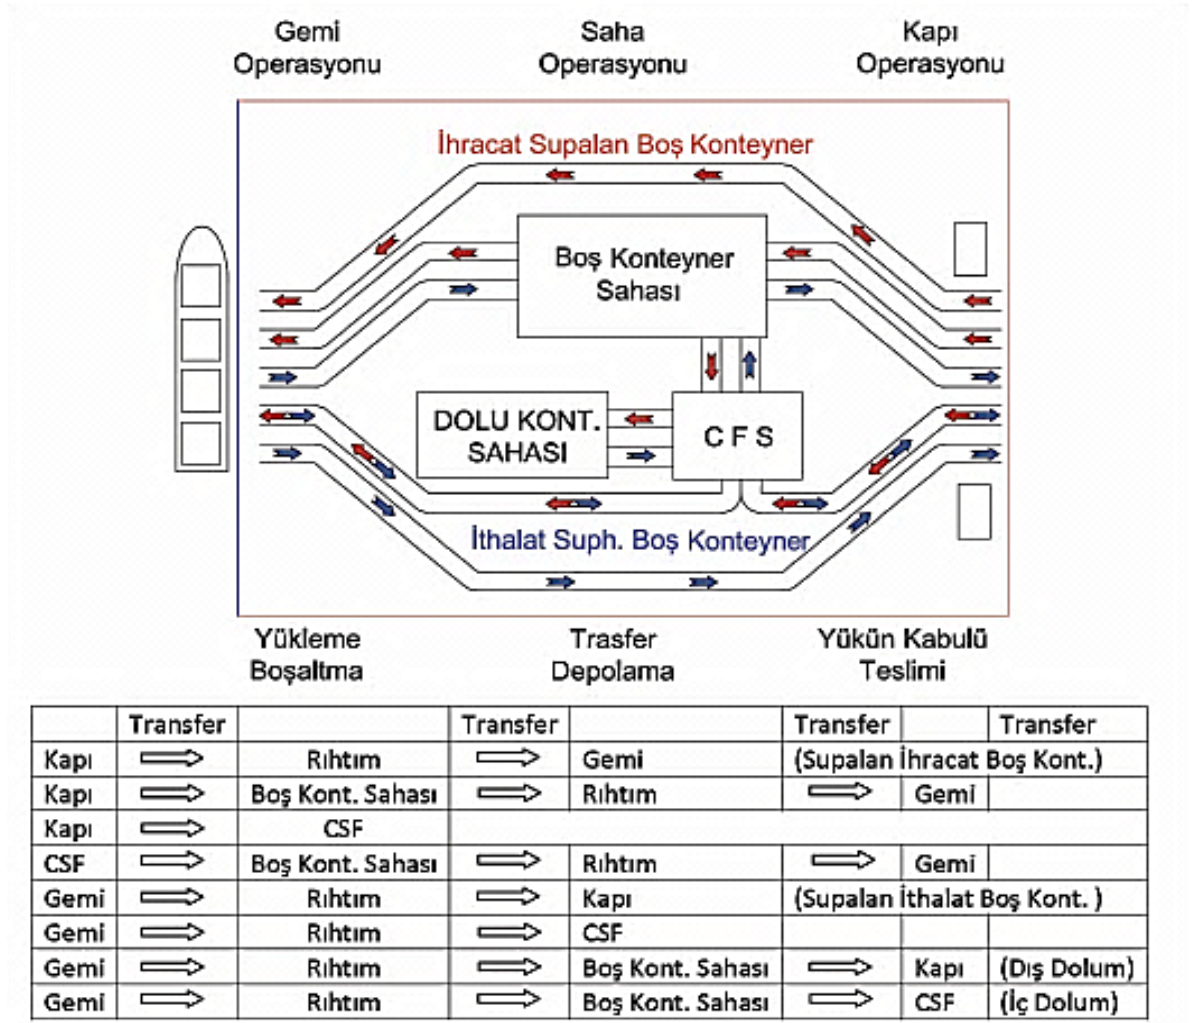 Gemi
Operasyonu
Saha
Operasyonu
Kapı
Operasyonu
İhracat Supalan Boş Konteyner
Boş Konteyner
Sahası
DOLU KONT.
SAHASI
C F S
İthalat Suph. Boş Konteyner
Yükleme
Boşaltma
Trasfer
Depolama
Yükün Kabulü
Teslimi
Transfer Transfer Transfer Transfer
Kapı Rıhtım Gemi (Supalan İhracat Boş Kont.)
Kapı Boş Kont. Sahası Rıhtım Gemi
Kapı CSF
CSF Boş Kont. Sahası Rıhtım Gemi
Gemi Rıhtım Kapı (Supalan İthalat Boş Kont. )
Gemi Rıhtım CSF
Gemi Rıhtım Boş Kont. Sahası Kapı (Dış Dolum)
Gemi Rıhtım Boş Kont. Sahası CSF (İç Dolum)